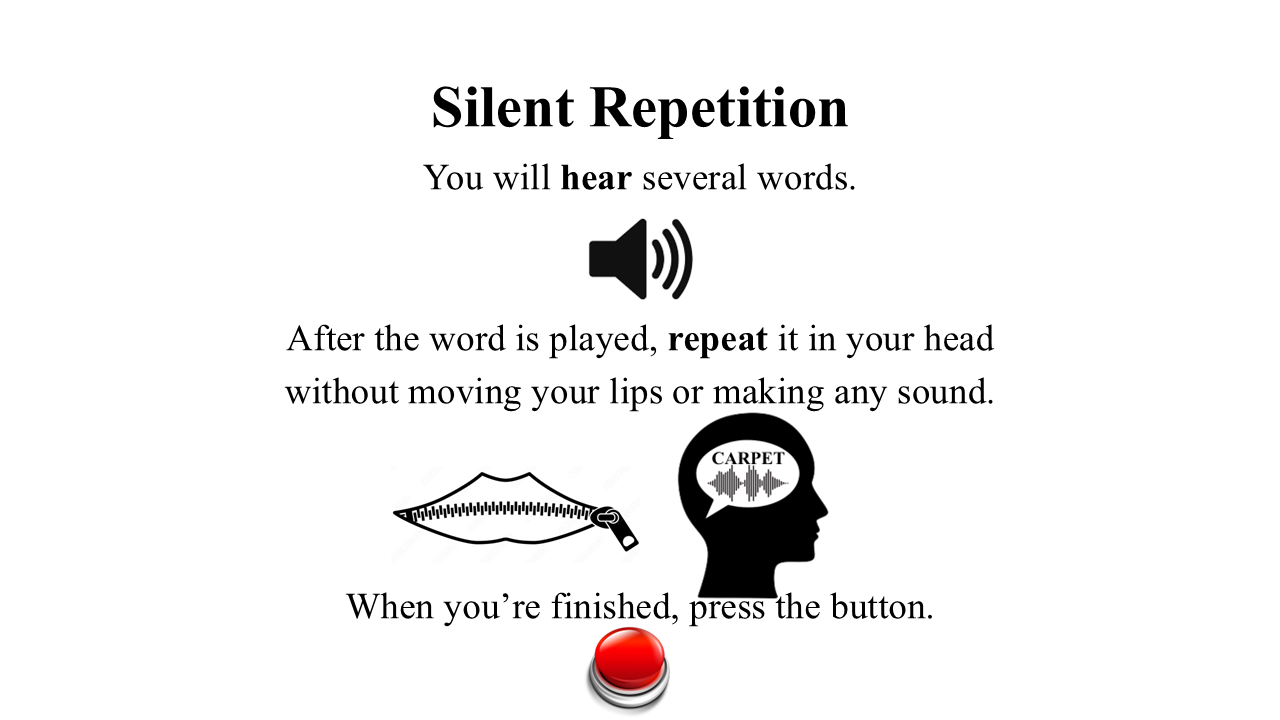 Silent Repetition
You will hear several words.
After the word is played, repeat it in your head
without moving your lips or making any sound.
CARPET
When you’re finished, press the button.